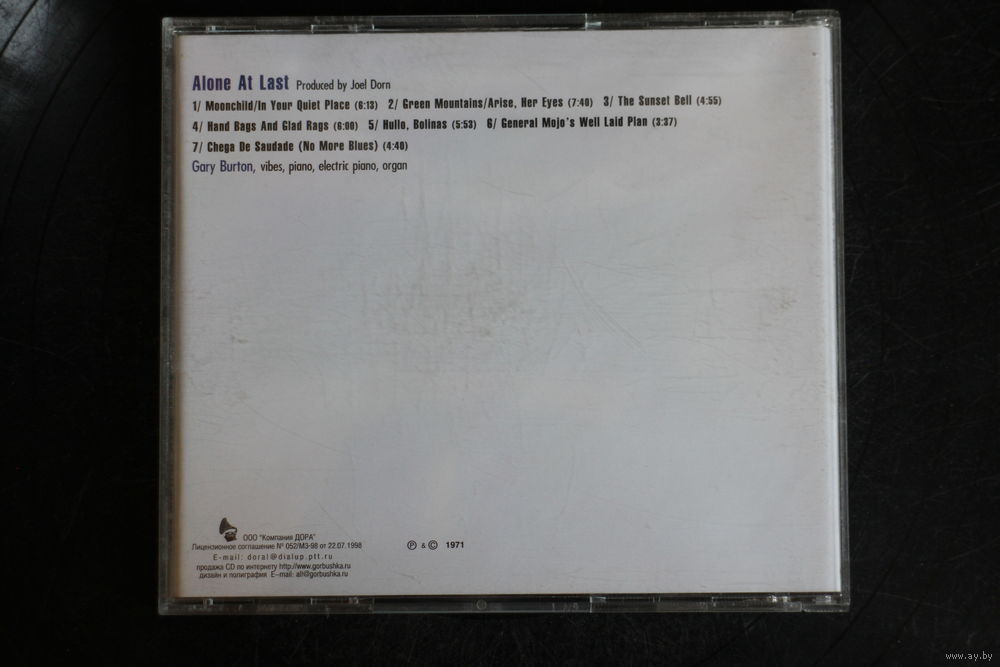 Alone At Last Produced by Joel Dorn
1/ Moonchild/In Your Quiet Place (6:13) 2/ Green Mountains/Arise, Her Eyes (7:40) 3/ The Sunset Bell (4:55)
4/ Hand Bags And Glad Rags (6:00) 5/ Hullo, Bolinas (5:53) 6/ General Mojo's Well Laid Plan (3:37)
7/ Chega De Saudade (No More Blues) (4:40)
Gary Burton, vibes, piano, electric piano, organ
ООО "Компания ДОРА"
Лицензионное соглашение № 052/МЗ-98 от 22.07.1998
E-mail: doral@dialup.ptt.ru
продажа CD по интернету http://www.gorbushka.ru
дизайн и полиграфия E-mail: all@gorbushka.ru
℗ & © 1971
www.ay.by